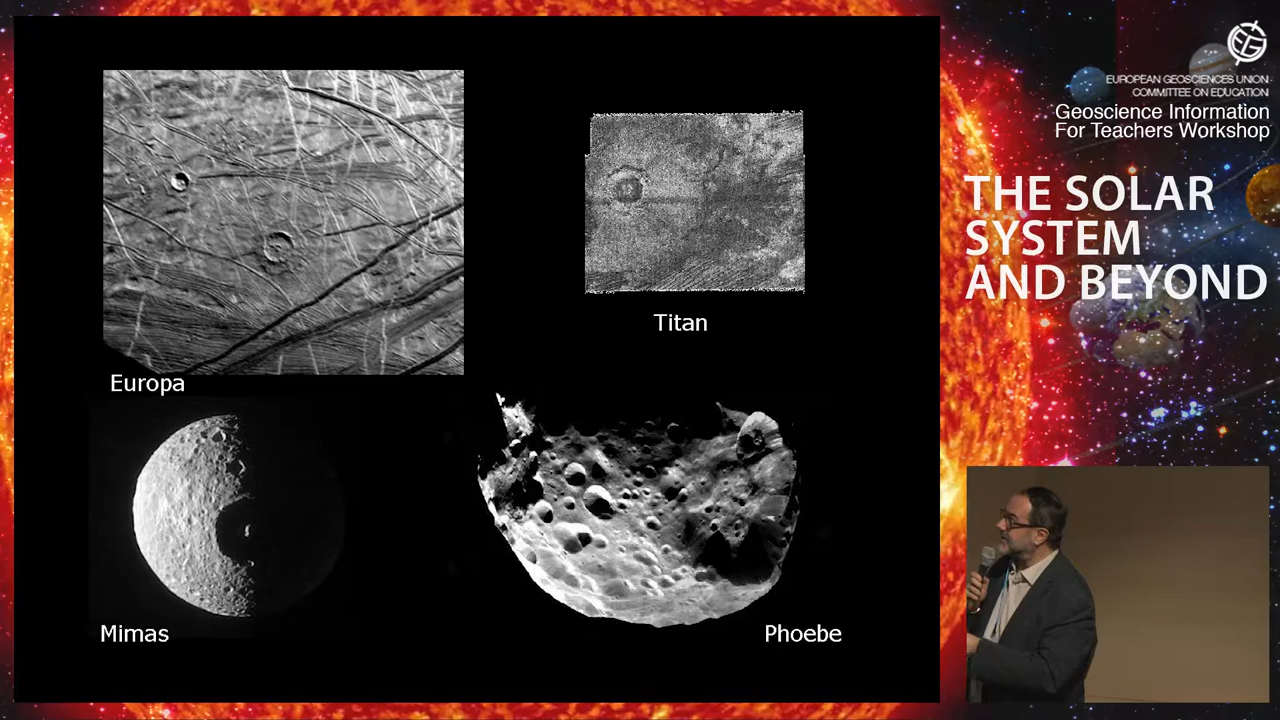 Europa
Titan
Mimas
Phoebe
EUROPEAN GEOSCIENCES UNION
COMMITTEE ON EDUCATION
Geoscience Information
For Teachers Workshop
THE SOLAR
SYSTEM
AND BEYOND